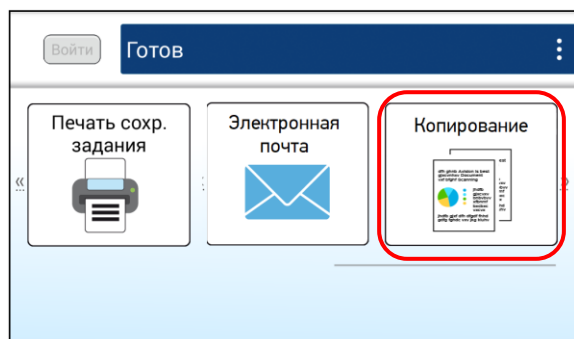 Войти
Готов
Печать сохр.
задания
Электронная
почта
Копирование